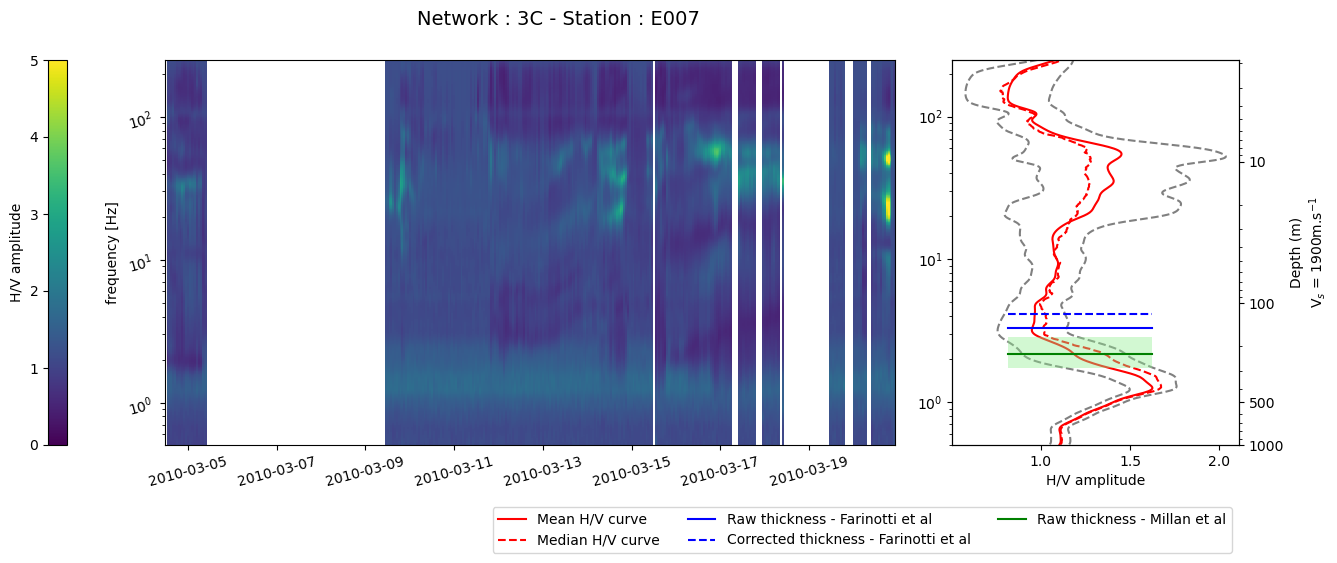 Network : 3C - Station : E007
5
4
3
2
1
0
H/V amplitude
frequency [Hz]
10²
10¹
10⁰
2010-03-05
2010-03-07
2010-03-09
2010-03-11
2010-03-13
2010-03-15
2010-03-17
2010-03-19
10²
10¹
10⁰
1.0
1.5
2.0
H/V amplitude
10
100
500
1000
Depth (m)
Vₛ = 1900m.s⁻¹
Mean H/V curve
Median H/V curve
Raw thickness - Farinotti et al
Corrected thickness - Farinotti et al
Raw thickness - Millan et al